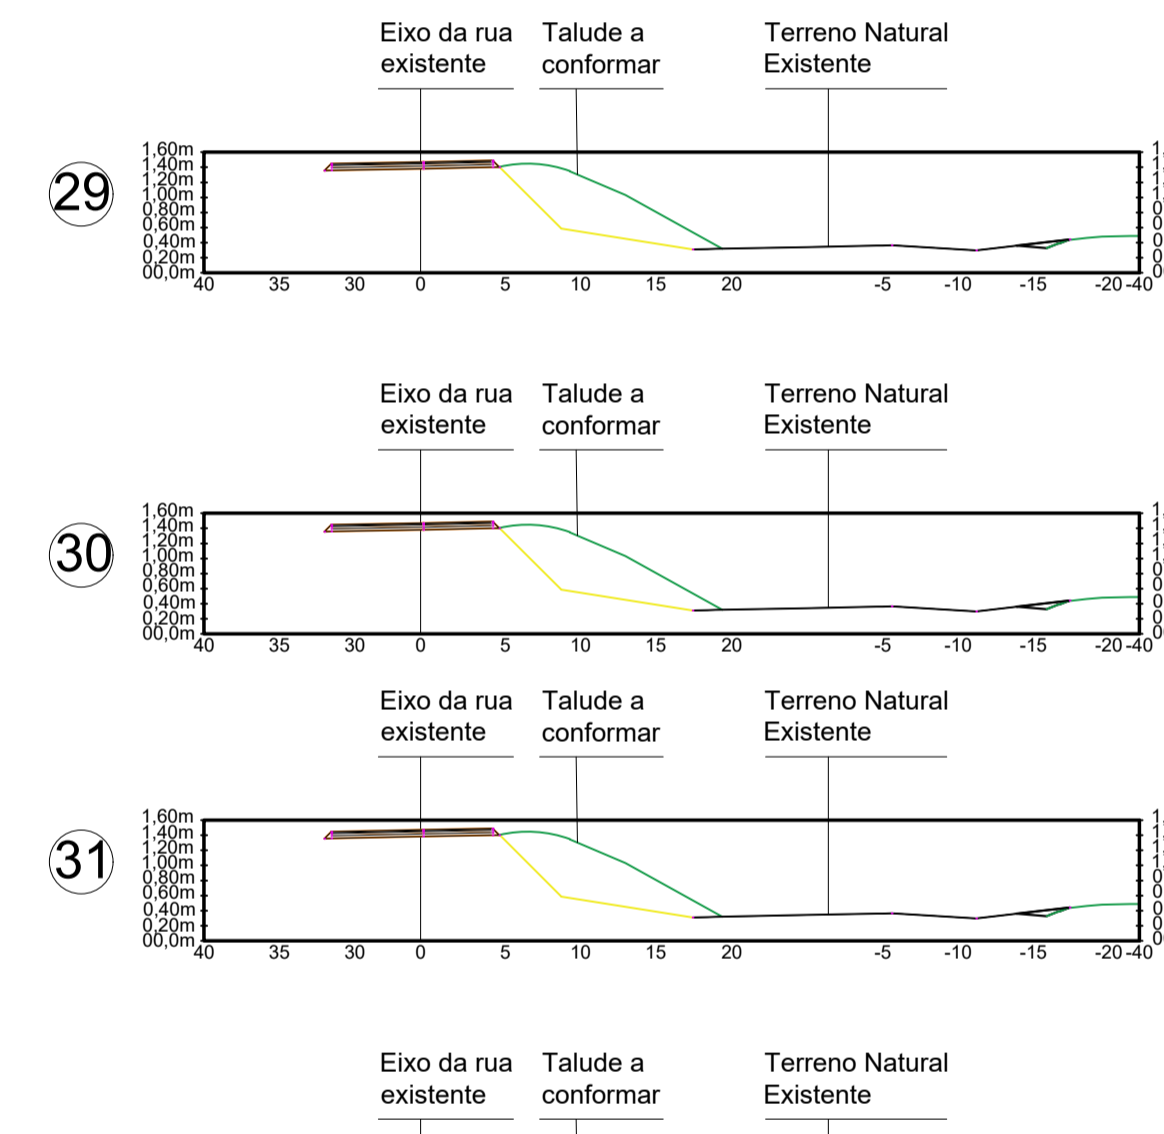 Eixo da rua existente
Talude a conformar
Terreno Natural Existente
29
1,60m
1,40m
1,20m
1,00m
0,80m
0,60m
0,40m
0,20m
00,0m
40 35 30 0 5 10 15 20 -5 -10 -15 -20 -40
Eixo da rua existente
Talude a conformar
Terreno Natural Existente
30
1,60m
1,40m
1,20m
1,00m
0,80m
0,60m
0,40m
0,20m
00,0m
40 35 30 0 5 10 15 20 -5 -10 -15 -20 -40
Eixo da rua existente
Talude a conformar
Terreno Natural Existente
31
1,60m
1,40m
1,20m
1,00m
0,80m
0,60m
0,40m
0,20m
00,0m
40 35 30 0 5 10 15 20 -5 -10 -15 -20 -40
Eixo da rua existente
Talude a conformar
Terreno Natural Existente